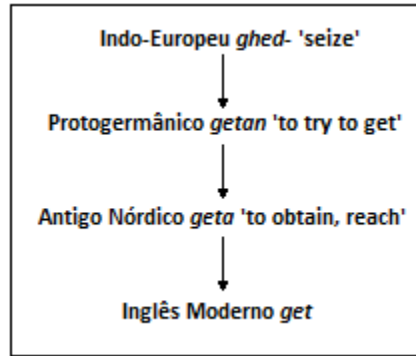 Indo-Europeu ghed- 'seize'
Protogermânico getan 'to try to get'
Antigo Nórdico geta 'to obtain, reach'
Inglês Moderno get